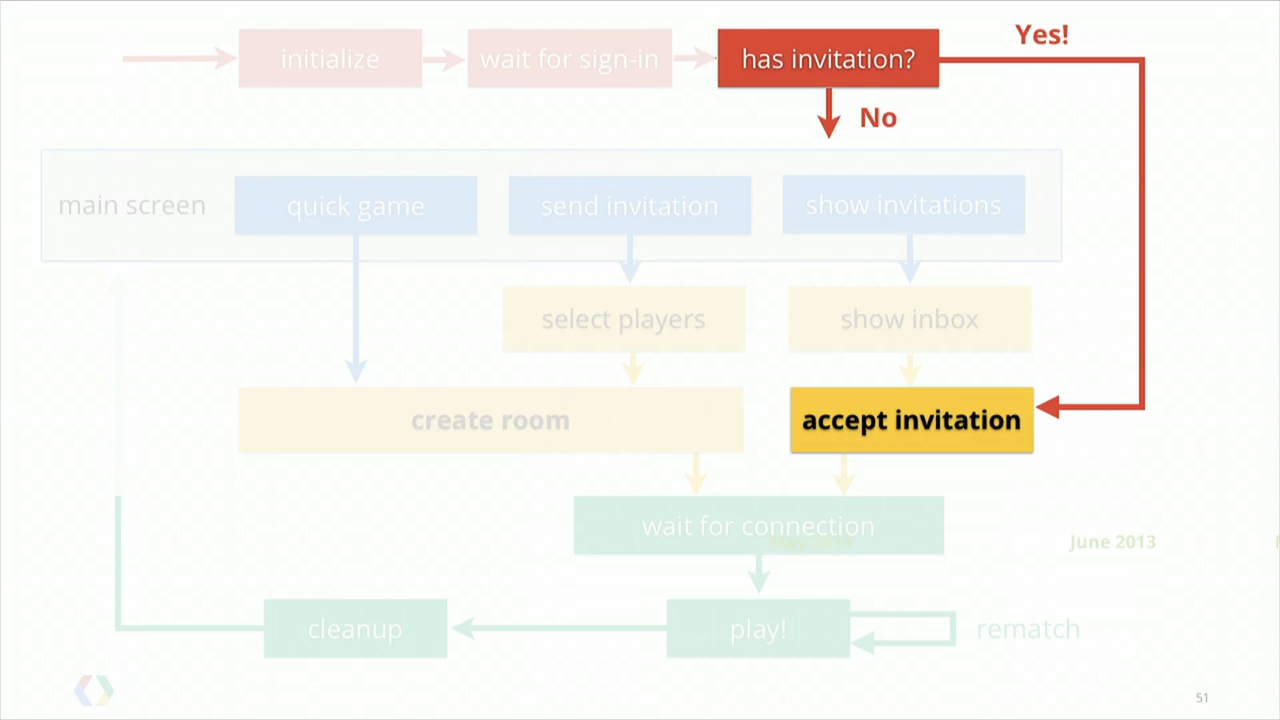 Yes!
initialize
wait for sign-in
has invitation?
No
main screen
quick game
send invitation
show invitations
select players
show inbox
create room
accept invitation
wait for connection
June 2013
cleanup
play!
rematch
51